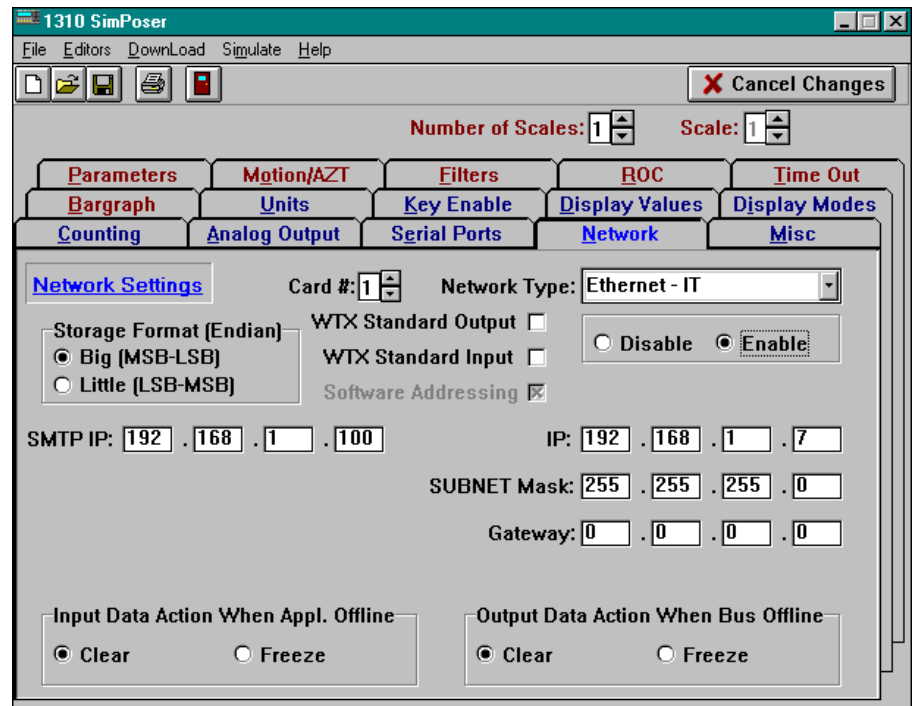 1310 SimPoser
File Editors DownLoad Simulate Help
Cancel Changes
Number of Scales: 1 Scale: 1
Parameters Motion/AZT Filters ROC Time Out
Bargraph Units Key Enable Display Values Display Modes
Counting Analog Output Serial Ports Network Misc
Network Settings Card #: 1 Network Type: Ethernet - IT
Storage Format (Endian)
Big (MSB-LSB)
Little (LSB-MSB)
WTX Standard Output
WTX Standard Input
Software Addressing
Disable Enable
SMTP IP: 192 . 168 . 1 . 100 IP: 192 . 168 . 1 . 7
SUBNET Mask: 255 . 255 . 255 . 0
Gateway: 0 . 0 . 0 . 0
Input Data Action When Appl. Offline
Clear Freeze
Output Data Action When Bus Offline
Clear Freeze